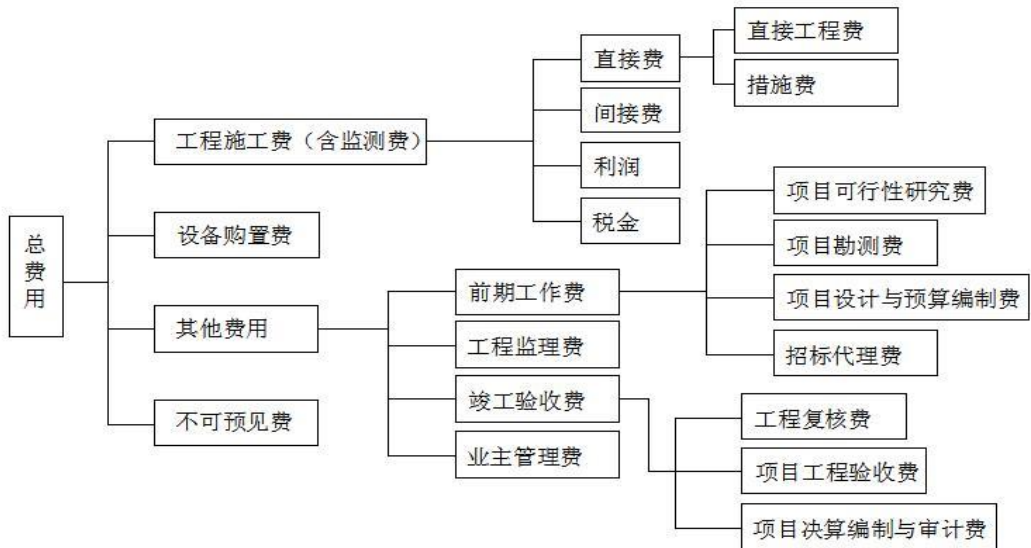 直接工程费
直接费
措施费
间接费
工程施工费（含监测费）
利润
项目可行性研究费
税金
总费用
设备购置费
项目勘测费
前期工作费
项目设计与预算编制费
其他费用
工程监理费
招标代理费
竣工验收费
工程复核费
不可预见费
业主管理费
项目工程验收费
项目决算编制与审计费